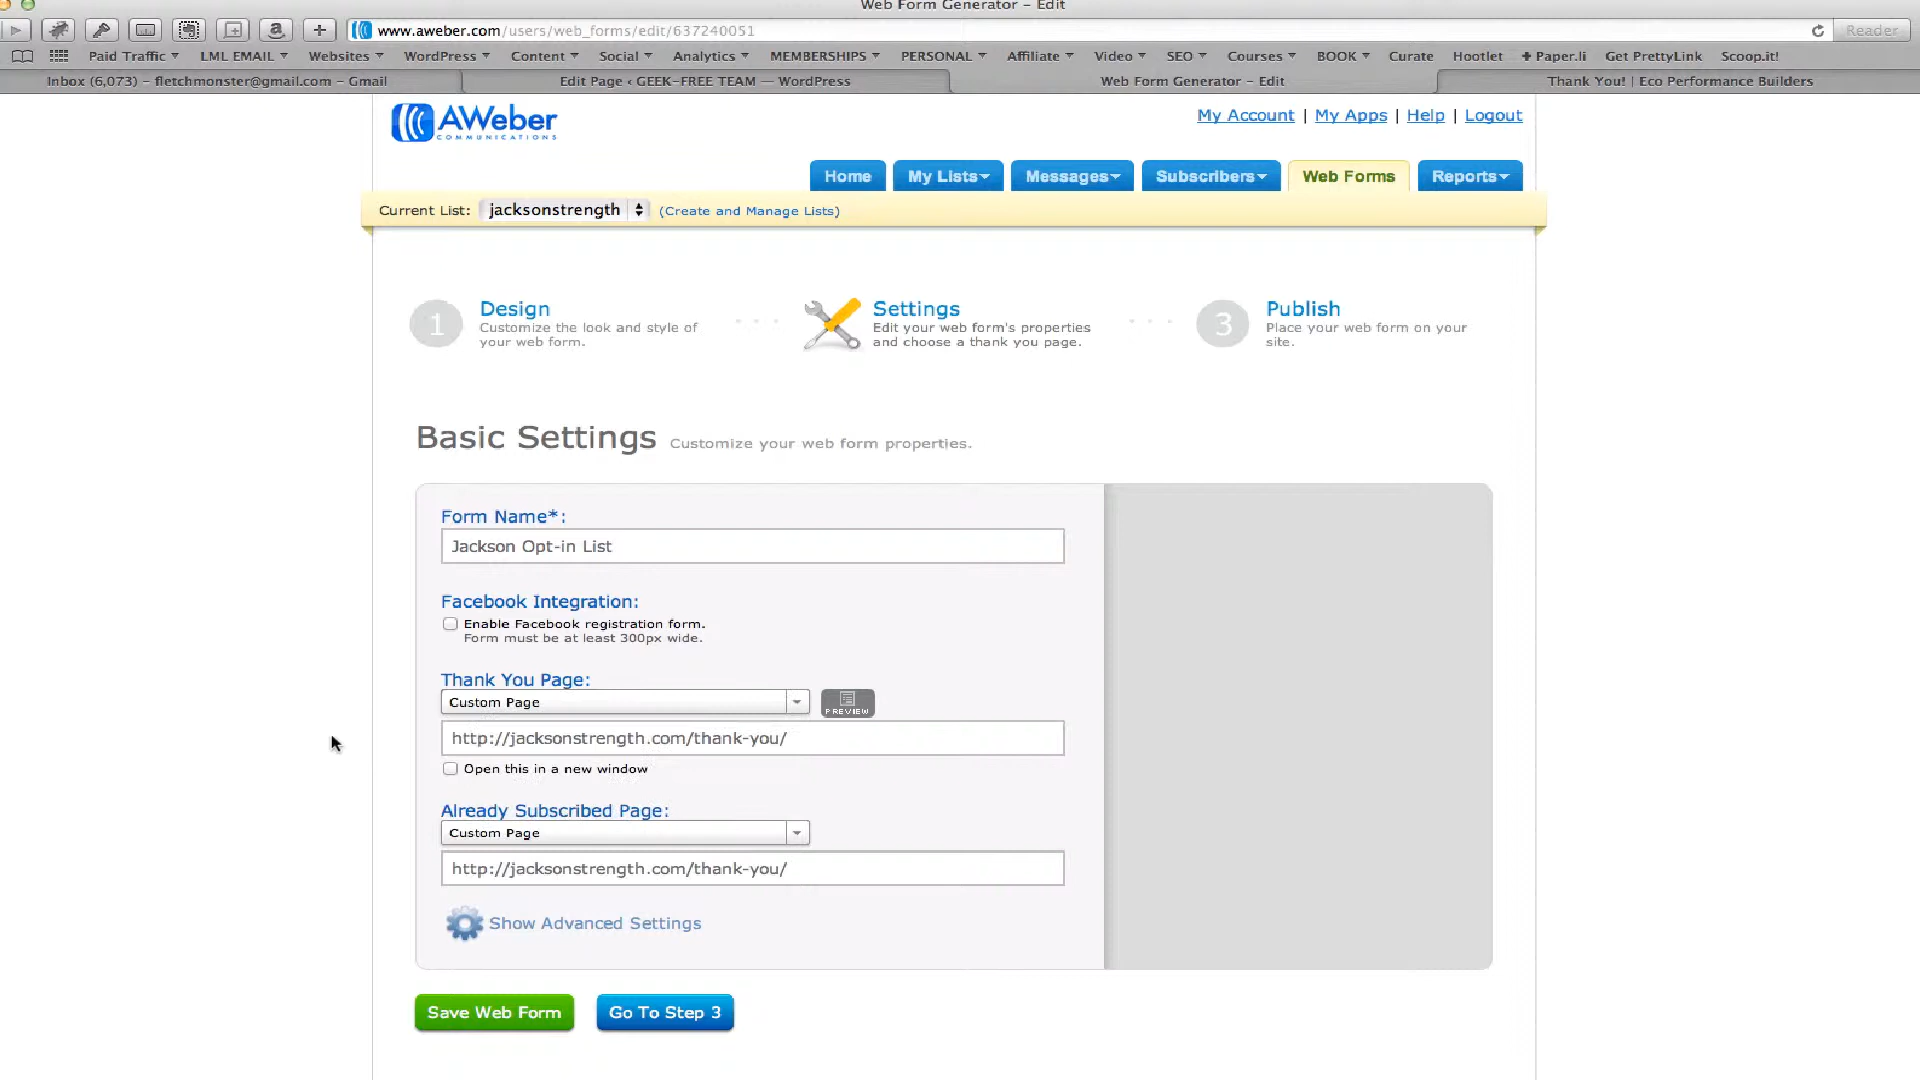 Web Form Generator – Edit
www.aweber.com/users/web_forms/edit/637240051
Reader
Paid Traffic LML EMAIL Websites WordPress Content Social Analytics MEMBERSHIPS PERSONAL Affiliate Video SEO Courses BOOK Curate Hootlet + Paper.li Get PrettyLink Scoop.it!
Inbox (6,073) – fletchmonster@gmail.com – Gmail
Edit Page ‹ GEEK-FREE TEAM — WordPress
Web Form Generator – Edit
Thank You! | Eco Performance Builders
AWeber
COMMUNICATIONS
My Account | My Apps | Help | Logout
Home My Lists Messages Subscribers Web Forms Reports
Current List: jacksonstrength (Create and Manage Lists)
1
Design
Customize the look and style of
your web form.
Settings
Edit your web form's properties
and choose a thank you page.
3
Publish
Place your web form on your
site.
Basic Settings Customize your web form properties.
Form Name*:
Jackson Opt-in List
Facebook Integration:
Enable Facebook registration form.
Form must be at least 300px wide.
Thank You Page:
Custom Page
PREVIEW
http://jacksonstrength.com/thank-you/
Open this in a new window
Already Subscribed Page:
Custom Page
http://jacksonstrength.com/thank-you/
Show Advanced Settings
Save Web Form Go To Step 3